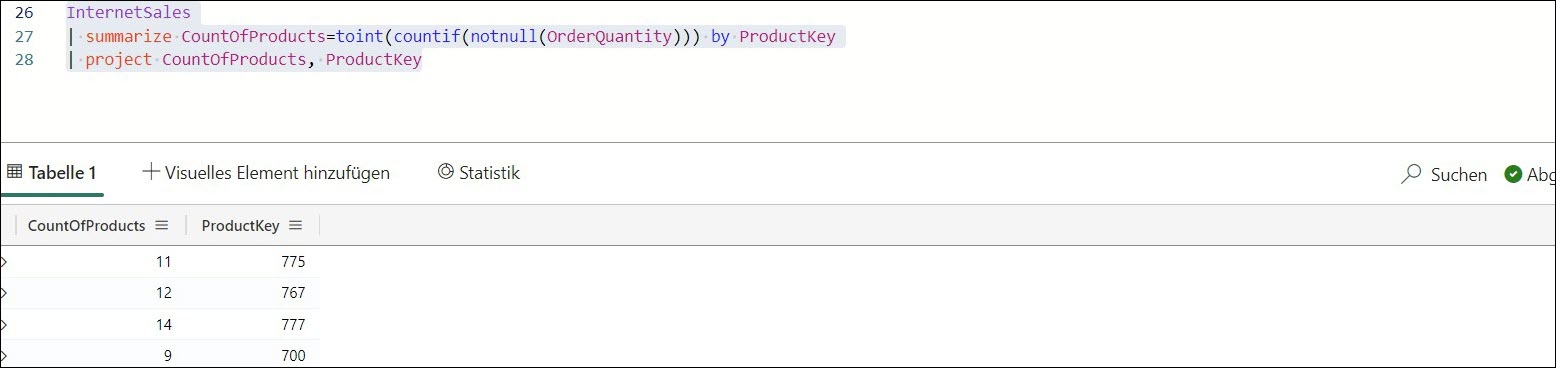 26 InternetSales
27 | summarize CountOfProducts=toint(countif(notnull(OrderQuantity))) by ProductKey
28 | project CountOfProducts, ProductKey
Tabelle 1 Visuelles Element hinzufügen Statistik Suchen Abg
CountOfProducts ProductKey
11 775
12 767
14 777
9 700